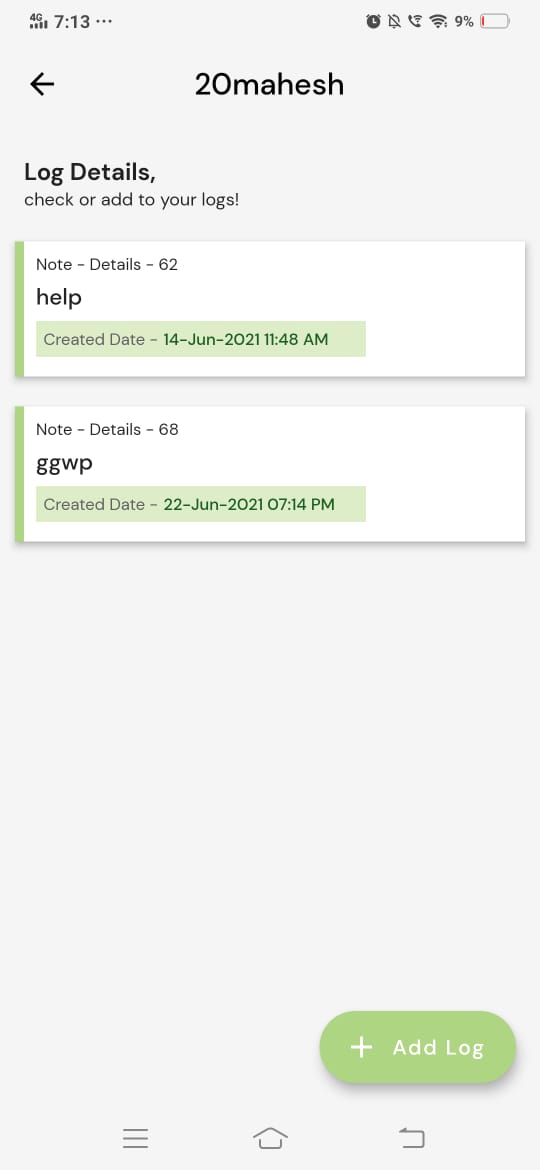 4G 7:13 ···
9%
20mahesh
Log Details,
check or add to your logs!
Note - Details - 62
help
Created Date - 14-Jun-2021 11:48 AM
Note - Details - 68
ggwp
Created Date - 22-Jun-2021 07:14 PM
+ Add Log